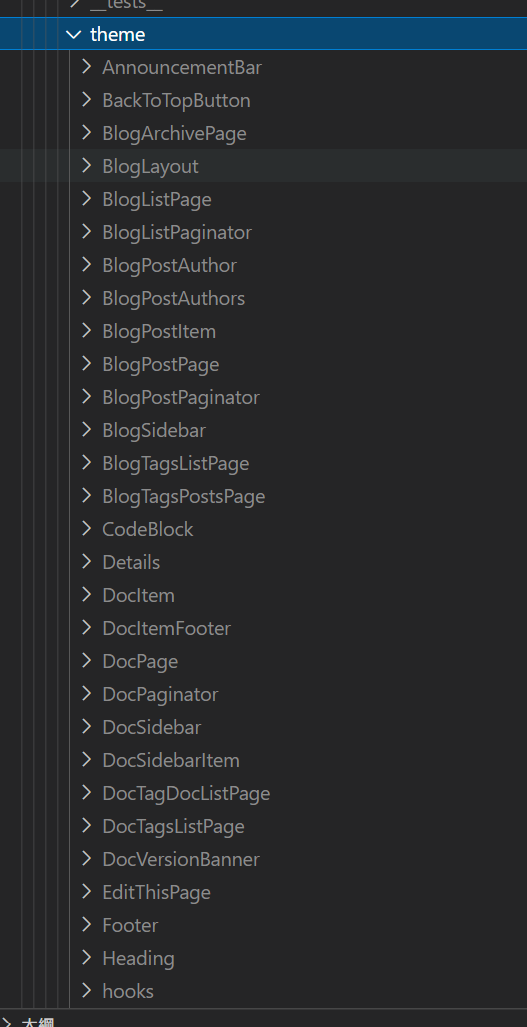 __tests__
theme
AnnouncementBar
BackToTopButton
BlogArchivePage
BlogLayout
BlogListPage
BlogListPaginator
BlogPostAuthor
BlogPostAuthors
BlogPostItem
BlogPostPage
BlogPostPaginator
BlogSidebar
BlogTagsListPage
BlogTagsPostsPage
CodeBlock
Details
DocItem
DocItemFooter
DocPage
DocPaginator
DocSidebar
DocSidebarItem
DocTagDocListPage
DocTagsListPage
DocVersionBanner
EditThisPage
Footer
Heading
hooks
大綱